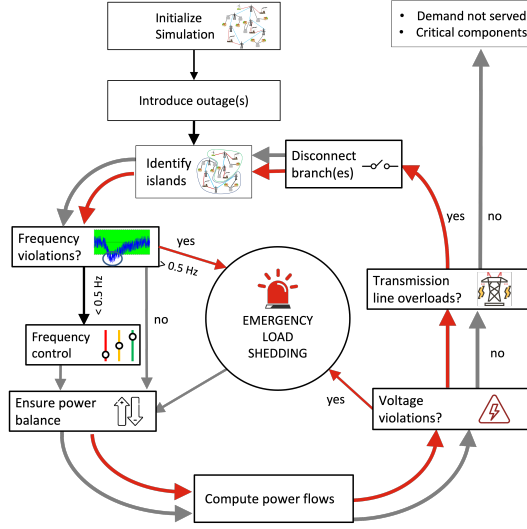 Initialize
Simulation
• Demand not served
• Critical components
Introduce outage(s)
Identify
islands
Disconnect
branch(es)
yes
no
Frequency
violations?
yes
> 0.5 Hz
< 0.5 Hz
no
EMERGENCY
LOAD
SHEDDING
Transmission
line overloads?
Frequency
control
no
Ensure power
balance
yes
Voltage
violations?
Compute power flows